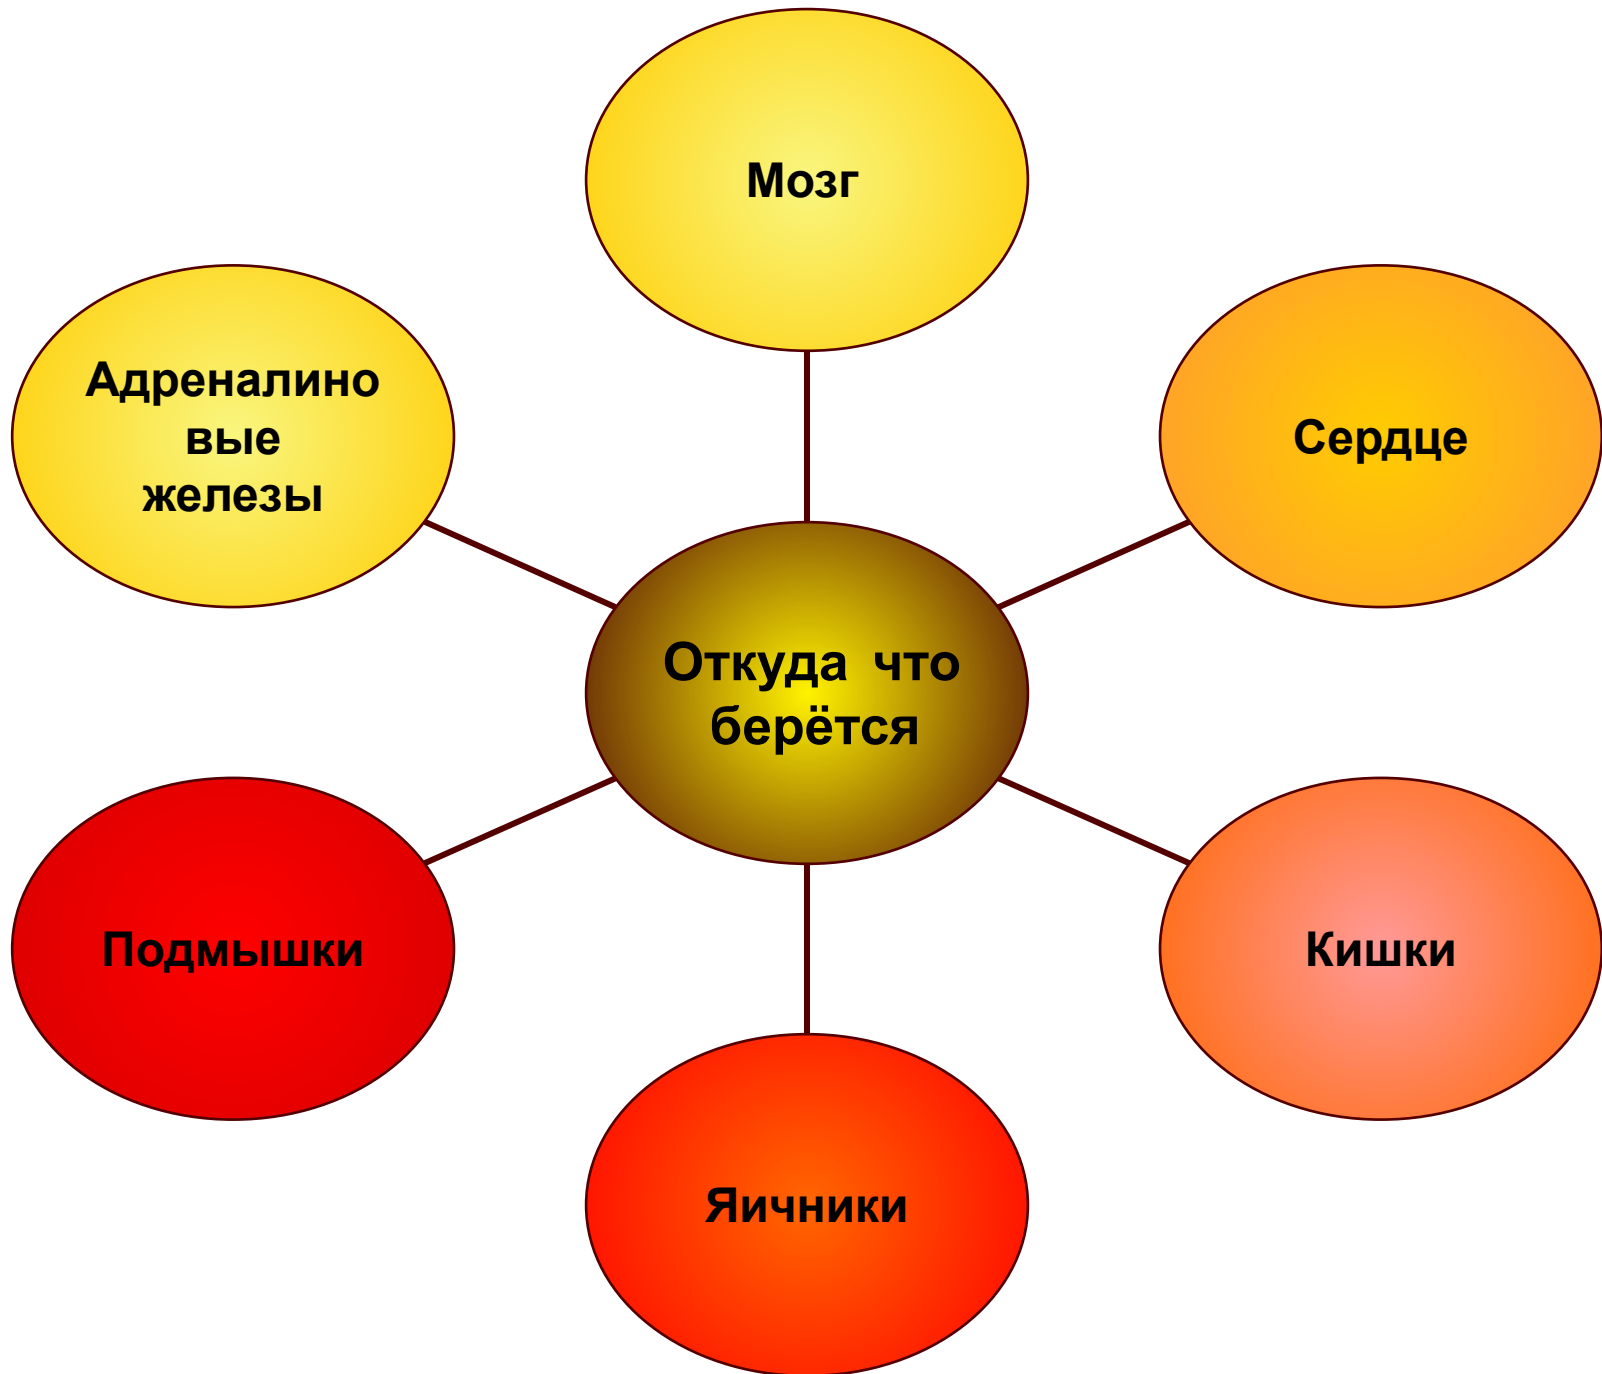 Мозг
Адреналино
вые
железы
Сердце
Откуда что
берётся
Подмышки
Кишки
Яичники